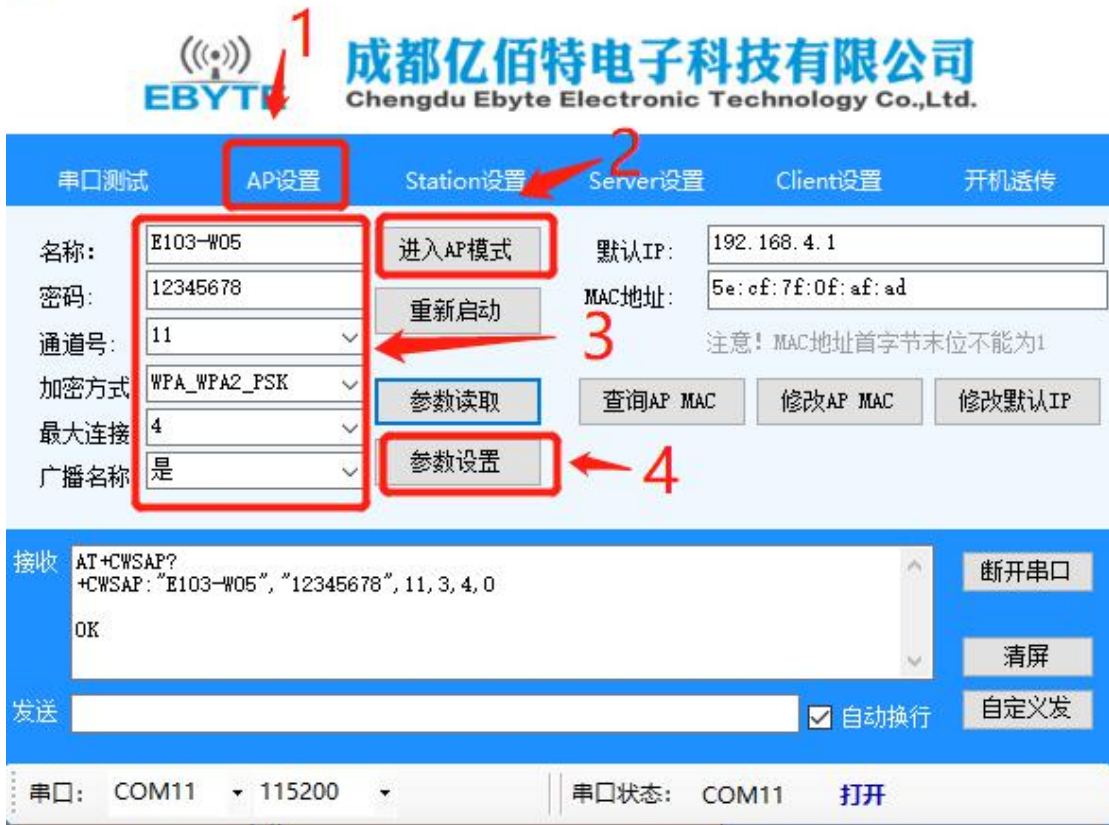 1
EBYTE
成都亿佰特电子科技有限公司
Chengdu Ebyte Electronic Technology Co.,Ltd.
2
串口测试 AP设置 Station设置 Server设置 Client设置 开机透传
名称: E103-W05 进入AP模式 默认IP: 192.168.4.1
密码: 12345678 重新启动 MAC地址: 5e:cf:7f:0f:af:ad
通道号: 11 3 注意!MAC地址首字节末位不能为1
加密方式 WPA_WPA2_PSK 参数读取 查询AP MAC 修改AP MAC 修改默认IP
最大连接 4
广播名称 是 参数设置 4
接收 AT+CWSAP? 断开串口
+CWSAP:"E103-W05","12345678",11,3,4,0
OK
清屏
发送 自动换行 自定义发
串口: COM11 115200 串口状态: COM11 打开